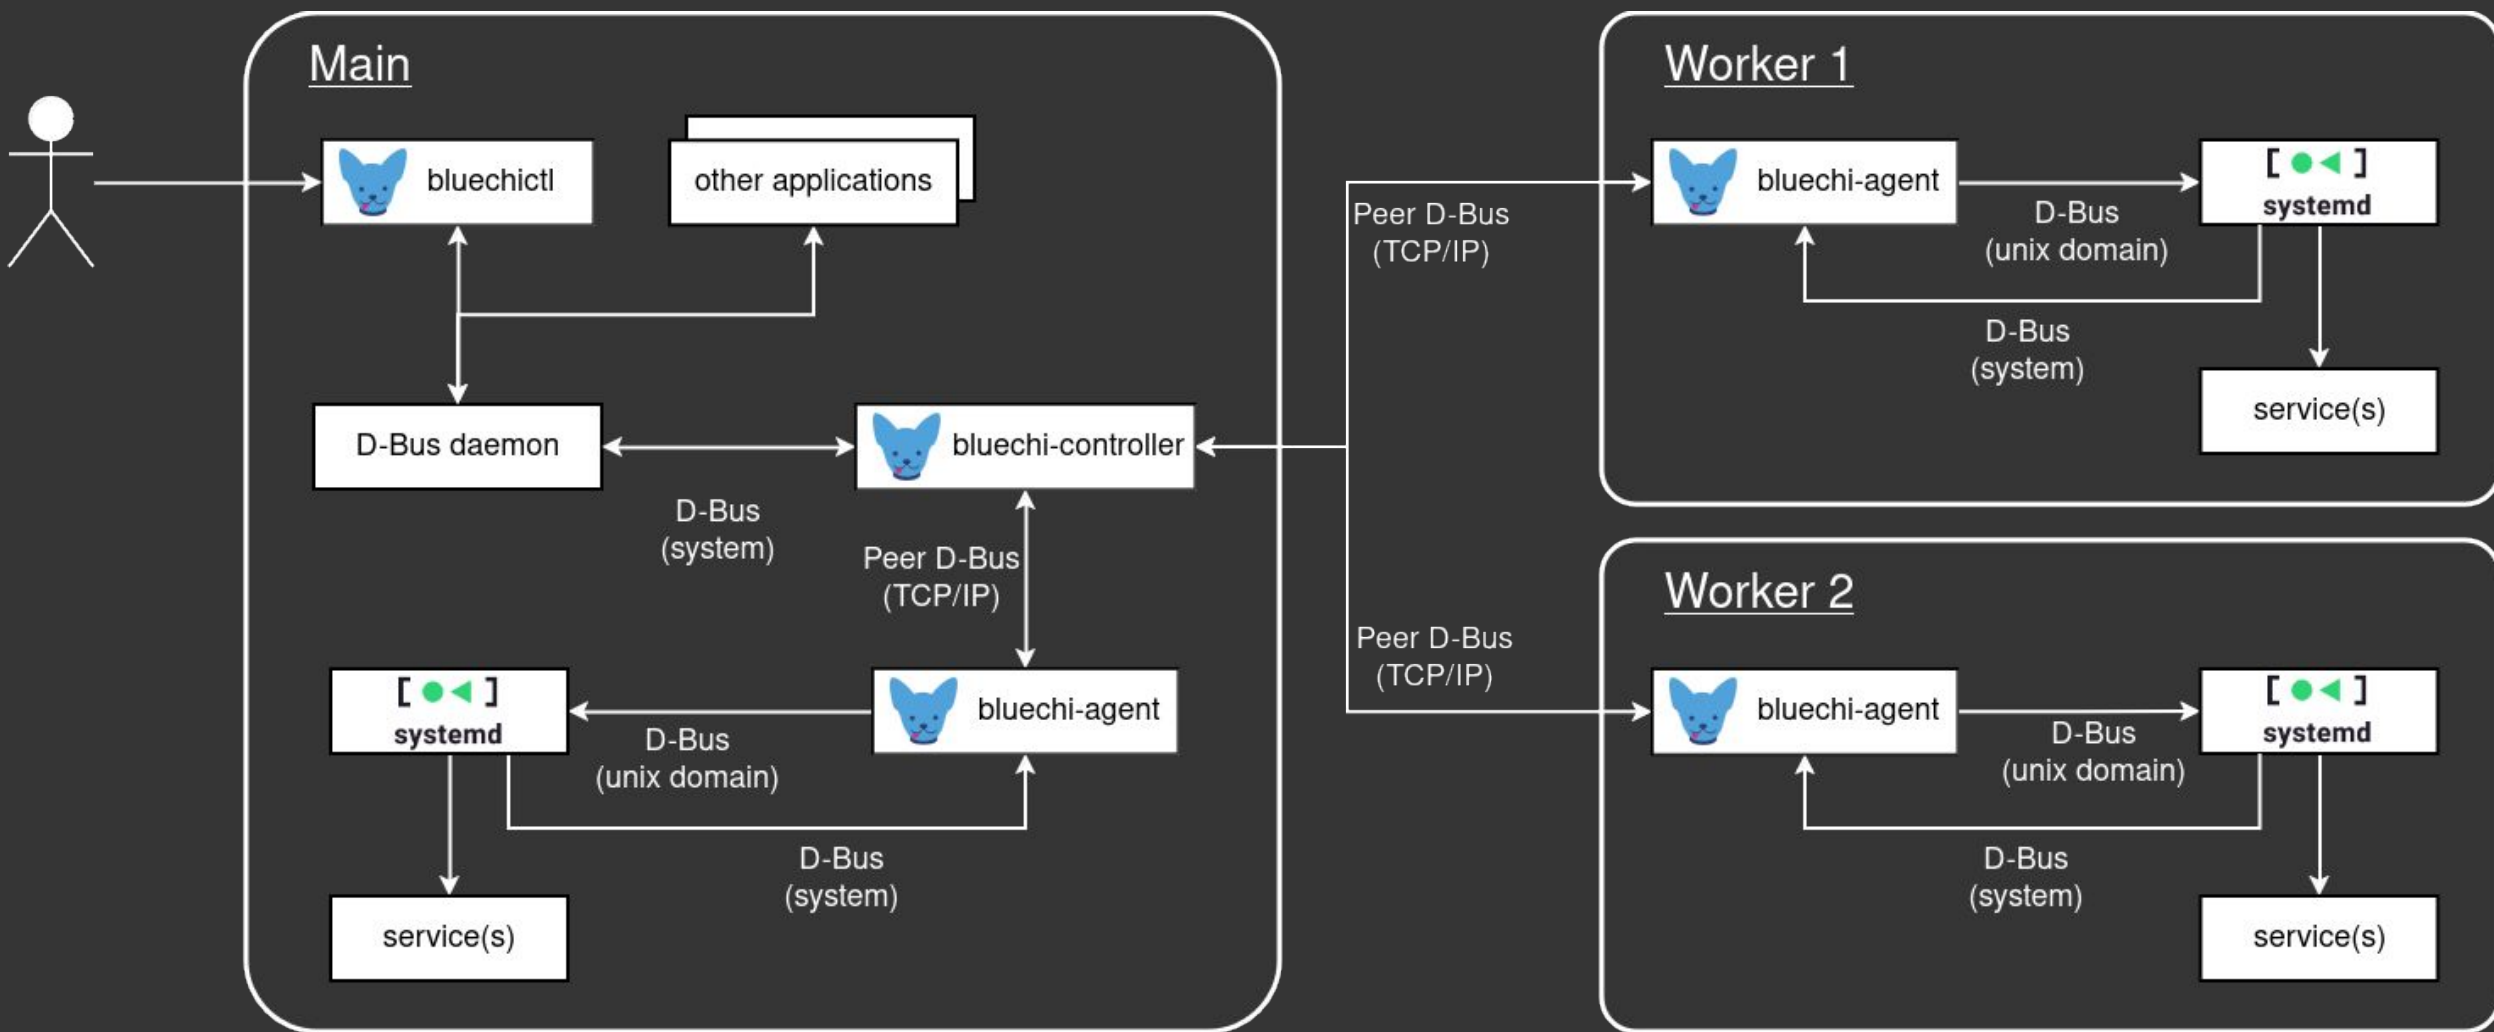 Main
bluechictl
other applications
D-Bus daemon
bluechi-controller
D-Bus
(system)
Peer D-Bus
(TCP/IP)
systemd
bluechi-agent
D-Bus
(unix domain)
D-Bus
(system)
service(s)
Peer D-Bus
(TCP/IP)
Peer D-Bus
(TCP/IP)
Worker 1
bluechi-agent
D-Bus
(unix domain)
systemd
D-Bus
(system)
service(s)
Worker 2
bluechi-agent
D-Bus
(unix domain)
systemd
D-Bus
(system)
service(s)